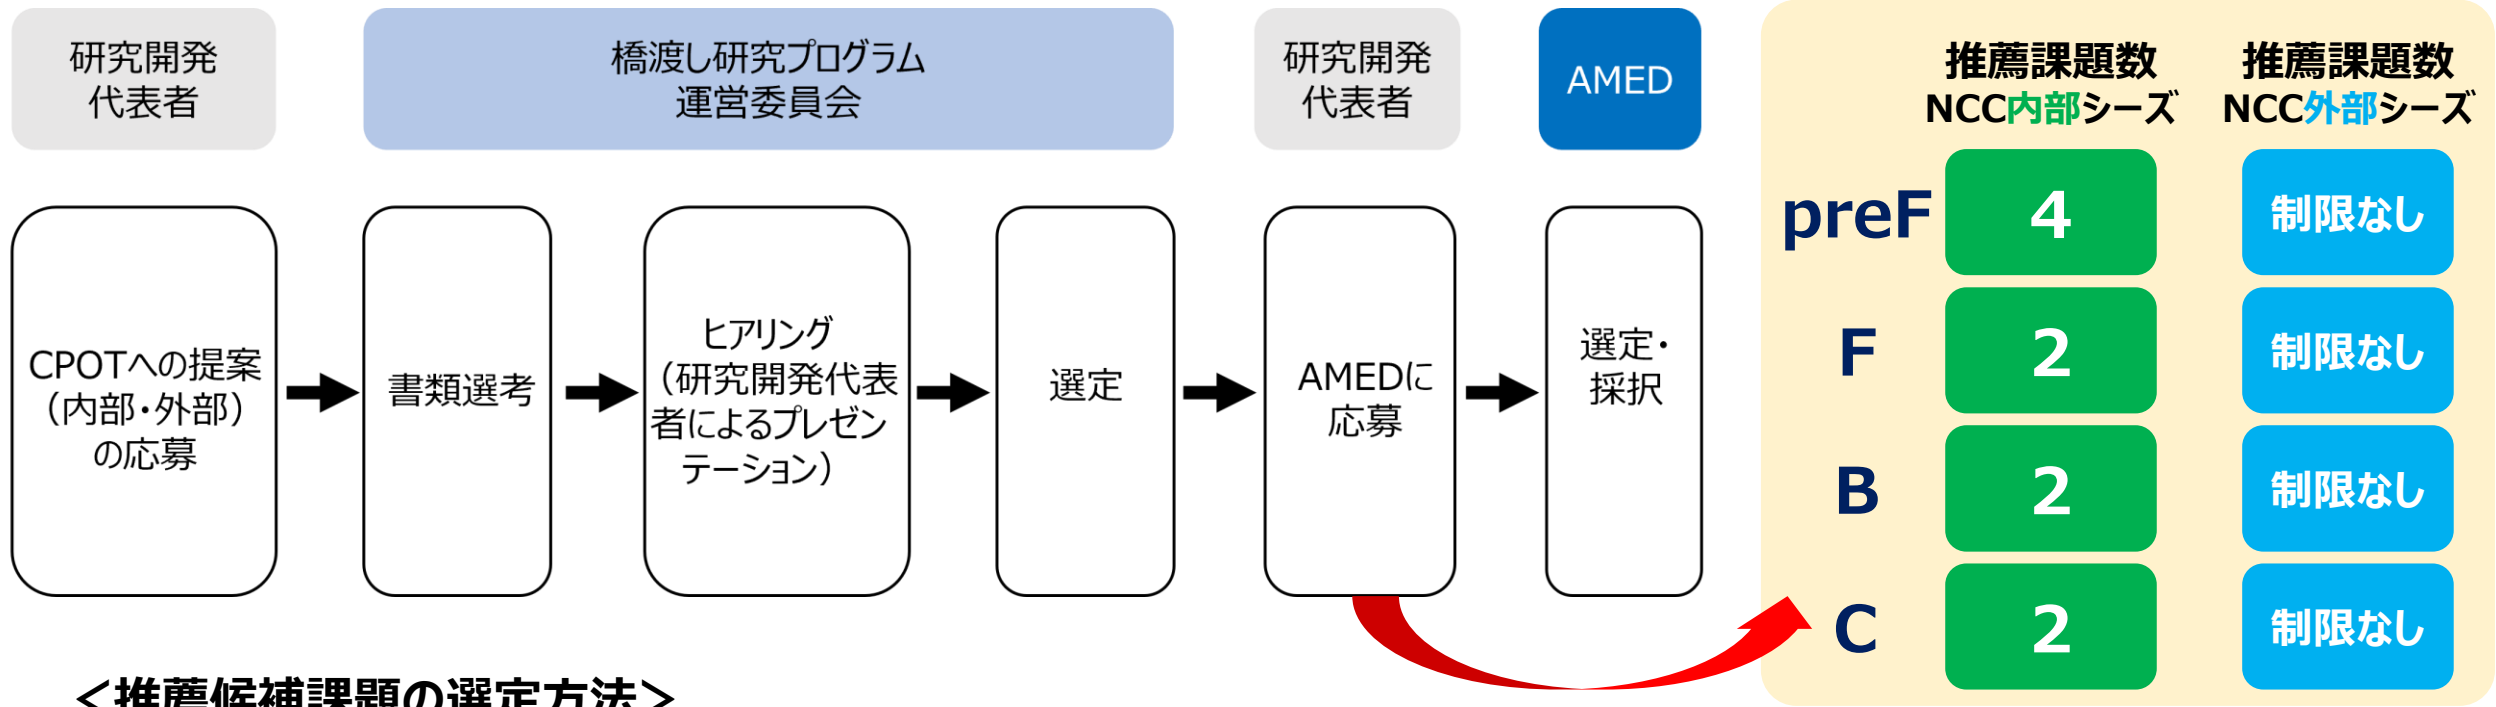 研究開発
代表者
橋渡し研究プログラム
運営委員会
研究開発
代表者
AMED
CPOTへの提案
（内部・外部）
の応募
書類選考
ヒアリング
（研究開発代表
者によるプレゼン
テーション）
選定
AMEDに
応募
選定・
採択
推薦課題数
NCC内部シーズ
推薦課題数
NCC外部シーズ
preF
4
制限なし
F
2
制限なし
B
2
制限なし
C
2
制限なし
＜推薦候補課題の選定方法＞